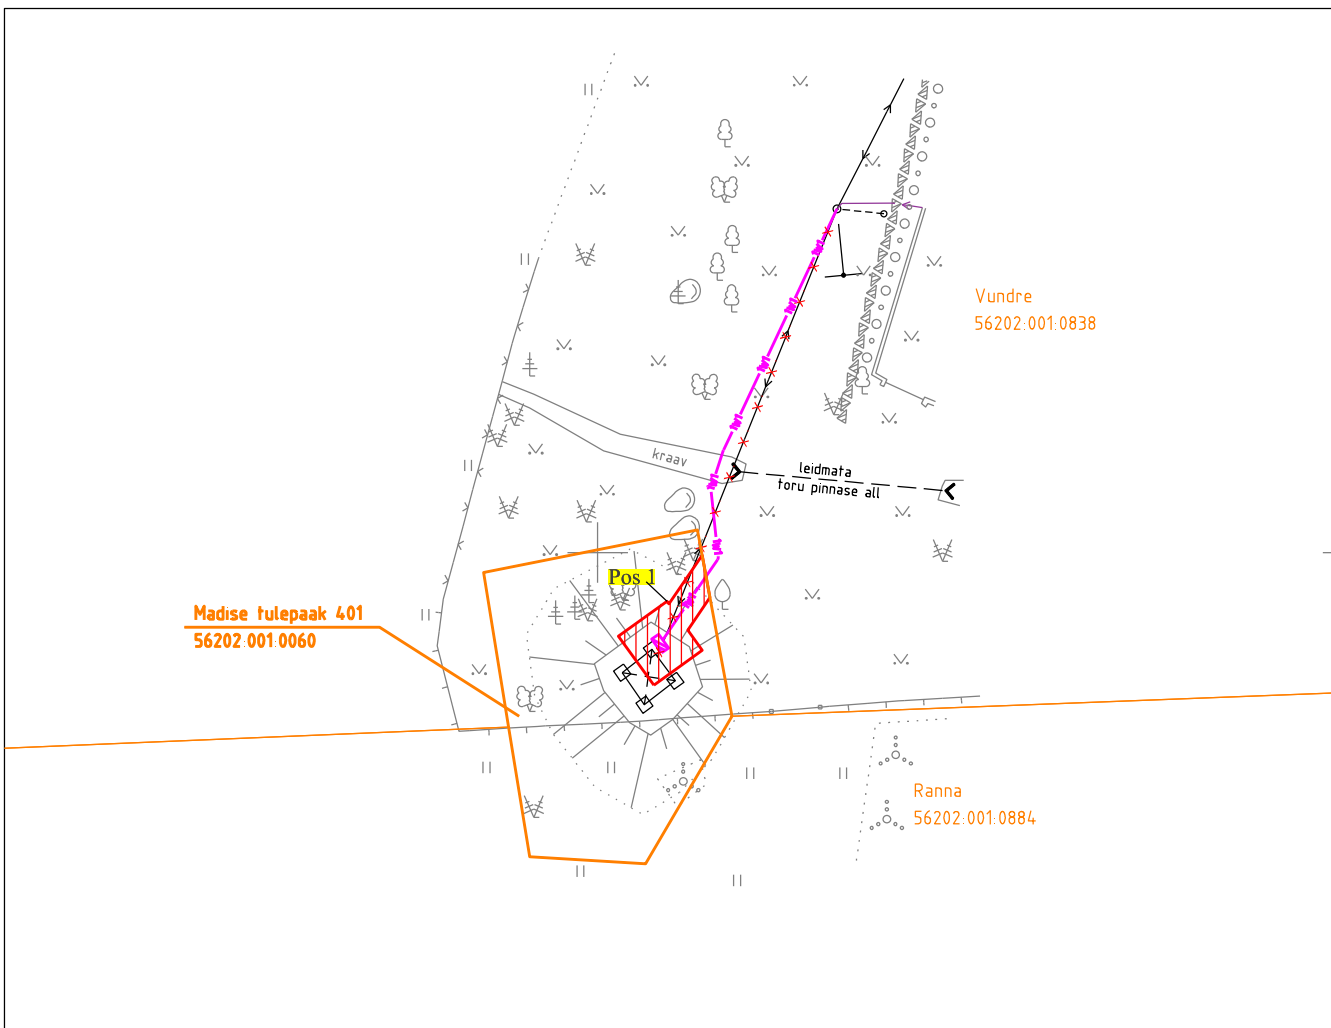 Vundre
56202:001:0838
kraav
leidmata
toru pinnase all
Pos 1
Madise tulepaak 401
56202:001:0060
Ranna
56202:001:0884